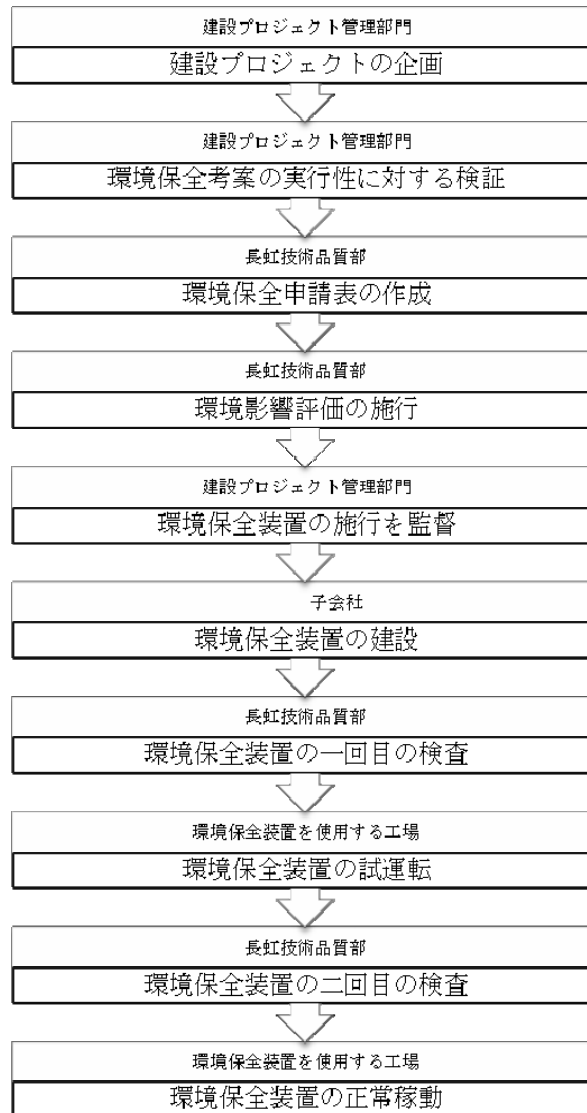 建設プロジェクト管理部門
建設プロジェクトの企画
建設プロジェクト管理部門
環境保全考案の実行性に対する検証
長虹技術品質部
環境保全申請表の作成
長虹技術品質部
環境影響評価の施行
建設プロジェクト管理部門
環境保全装置の施行を監督
子会社
環境保全装置の建設
長虹技術品質部
環境保全装置の一回目の検査
環境保全装置を使用する工場
環境保全装置の試運転
長虹技術品質部
環境保全装置の二回目の検査
環境保全装置を使用する工場
環境保全装置の正常稼動